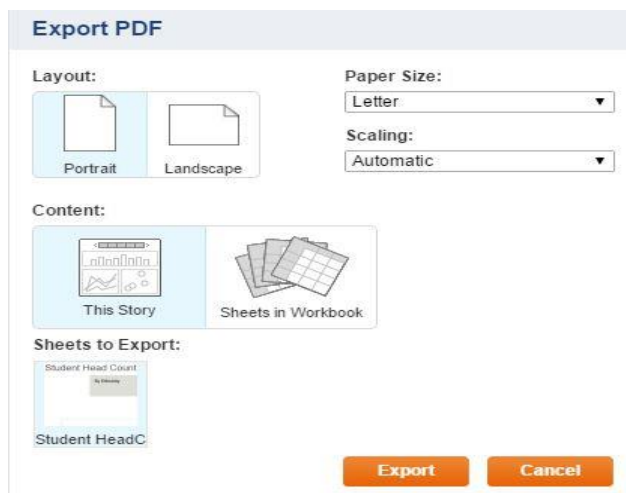 Export PDF
Layout:
Portrait
Landscape
Paper Size:
Letter
Scaling:
Automatic
Content:
This Story
Sheets in Workbook
Sheets to Export:
Student Head Count
Student HeadC
Export
Cancel